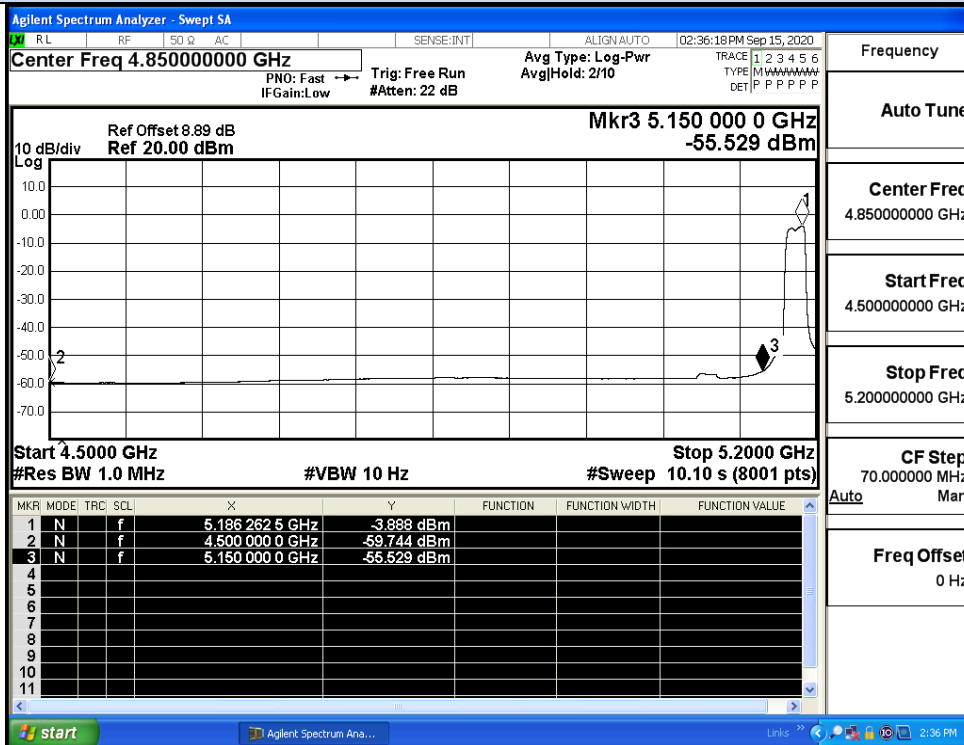 Agilent Spectrum Analyzer - Swept SA
LXI RL RF 50 Ω AC SENSE:INT ALIGN AUTO 02:36:18 PM Sep 15, 2020
Center Freq 4.850000000 GHz
PNO: Fast
IFGain:Low
Trig: Free Run
#Atten: 22 dB
Avg Type: Log-Pwr
Avg|Hold: 2/10
TRACE 1 2 3 4 5 6
TYPE M WWWWW
DET P P P P P P
Mkr3 5.150 000 0 GHz
-55.529 dBm
Ref Offset 8.89 dB
10 dB/div Ref 20.00 dBm
Log
10.0
0.00
-10.0
-20.0
-30.0
-40.0
-50.0
-60.0
-70.0
1
2
3
Start 4.5000 GHz Stop 5.2000 GHz
#Res BW 1.0 MHz #VBW 10 Hz #Sweep 10.10 s (8001 pts)
MKR MODE TRC SCL X Y FUNCTION FUNCTION WIDTH FUNCTION VALUE
1 N f 5.186 262 5 GHz -3.888 dBm
2 N f 4.500 000 0 GHz -59.744 dBm
3 N f 5.150 000 0 GHz -55.529 dBm
4
5
6
7
8
9
10
11
Frequency
Auto Tune
Center Freq
4.850000000 GHz
Start Freq
4.500000000 GHz
Stop Freq
5.200000000 GHz
CF Step
70.000000 MHz
Auto Man
Freq Offset
0 Hz
start Agilent Spectrum Ana... Links » 2:36 PM